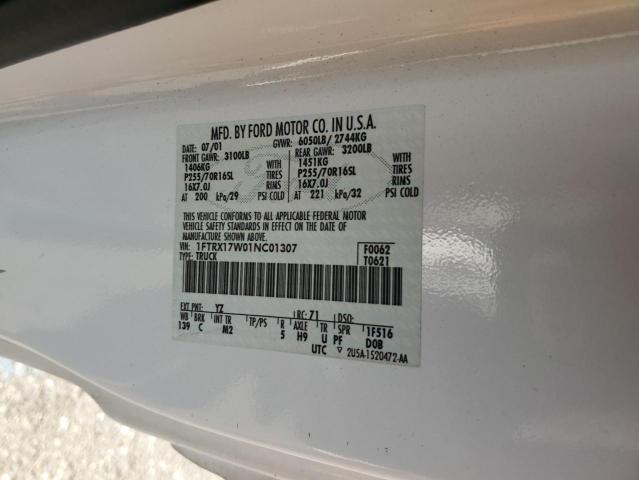 MFD. BY FORD MOTOR CO. IN U.S.A.
DATE: 07/01 GVWR: 6050LB/ 2744KG
FRONT GAWR: 3100LB REAR GAWR: 3200LB
1406KG WITH 1451KG WITH
P255/70R16SL TIRES P255/70R16SL TIRES
16X7.0J RIMS 16X7.0J RIMS
AT 200 kPa/29 PSI COLD AT 221 kPa/32 PSI COLD
THIS VEHICLE CONFORMS TO ALL APPLICABLE FEDERAL MOTOR
VEHICLE SAFETY STANDARDS IN EFFECT ON THE DATE OF
MANUFACTURE SHOWN ABOVE.
VIN: 1FTRX17W01NC01307 F0062
TYPE: TRUCK T0621
EXT PNT: YZ RC: 71 DSO:
WB BRK INT TR TP/PS R AXLE TR SPR 1F516
139 C M2 5 H9 U PF D0B
UTC ▽ 2U5A-1520472-AA